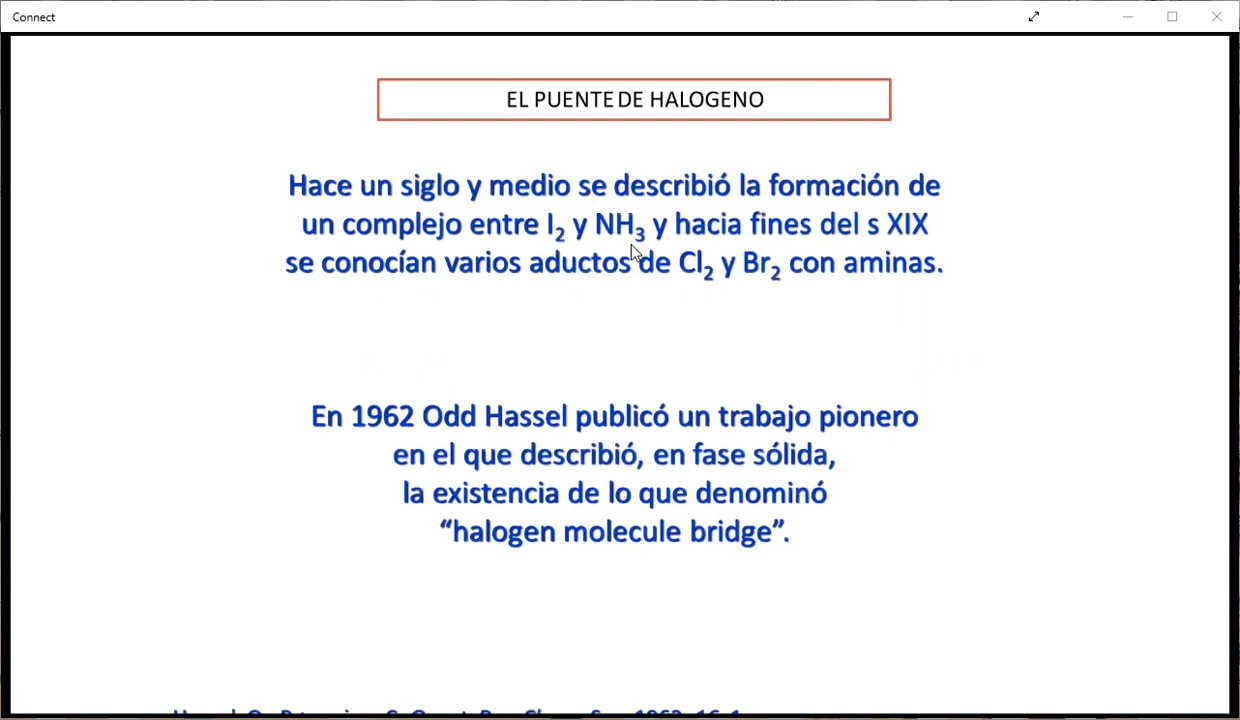 Connect
EL PUENTE DE HALOGENO
Hace un siglo y medio se describió la formación de
un complejo entre I₂ y NH₃ y hacia fines del s XIX
se conocían varios aductos de Cl₂ y Br₂ con aminas.
En 1962 Odd Hassel publicó un trabajo pionero
en el que describió, en fase sólida,
la existencia de lo que denominó
“halogen molecule bridge”.